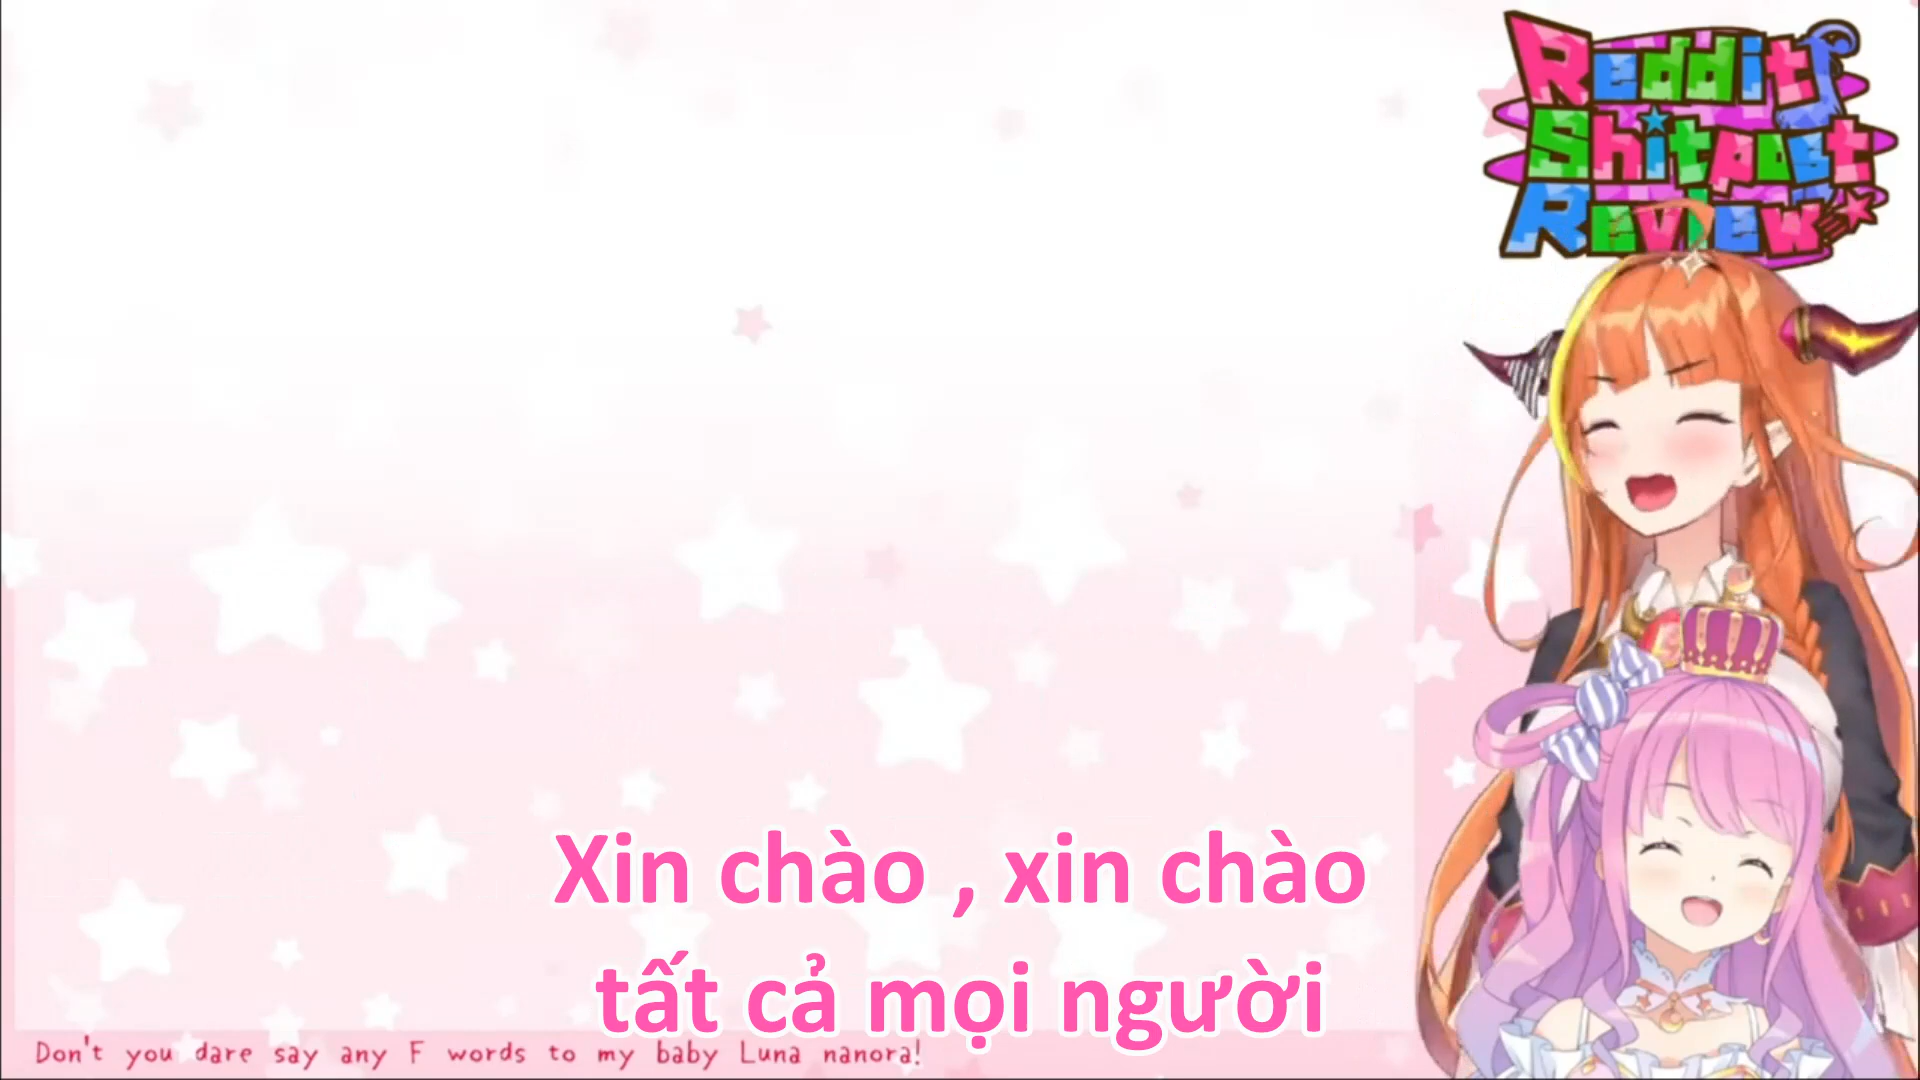 Reddit
Shitpost
Review
Xin chào , xin chào
tất cả mọi người
Don't you dare say any F words to my baby Luna nanora!